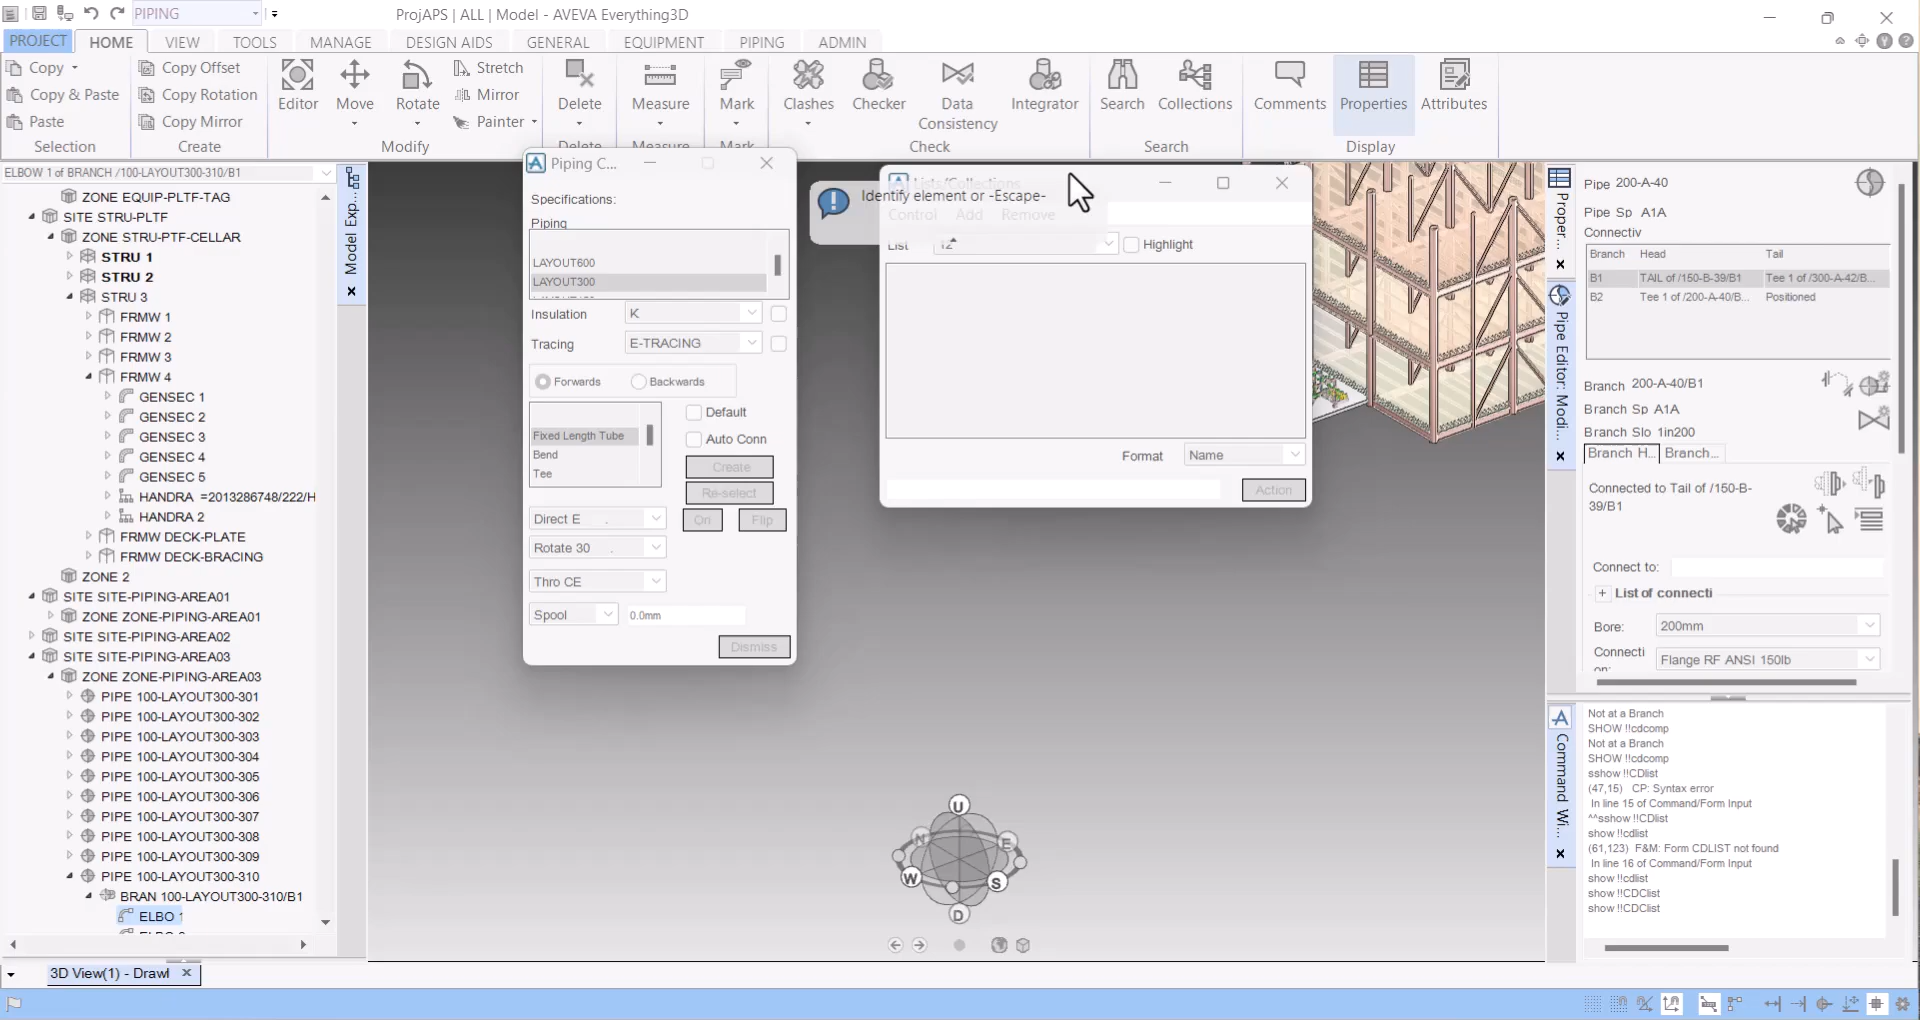 PIPING
ProjAPS | ALL | Model - AVEVA Everything3D
PROJECT
HOME
VIEW
TOOLS
MANAGE
DESIGN AIDS
GENERAL
EQUIPMENT
PIPING
ADMIN
Copy
Copy & Paste
Paste
Selection
Copy Offset
Copy Rotation
Copy Mirror
Create
Editor
Move
Rotate
Stretch
Mirror
Painter
Modify
Delete
Delete
Measure
Measure
Mark
Mark
Clashes
Checker
Data
Consistency
Integrator
Check
Search
Collections
Search
Comments
Properties
Attributes
Display
ELBOW 1 of BRANCH /100-LAYOUT300-310/B1
ZONE EQUIP-PLTF-TAG
SITE STRU-PLTF
ZONE STRU-PTF-CELLAR
STRU 1
STRU 2
STRU 3
FRMW 1
FRMW 2
FRMW 3
FRMW 4
GENSEC 1
GENSEC 2
GENSEC 3
GENSEC 4
GENSEC 5
HANDRA =2013286748/222/H
HANDRA 2
FRMW DECK-PLATE
FRMW DECK-BRACING
ZONE 2
SITE SITE-PIPING-AREA01
ZONE ZONE-PIPING-AREA01
SITE SITE-PIPING-AREA02
SITE SITE-PIPING-AREA03
ZONE ZONE-PIPING-AREA03
PIPE 100-LAYOUT300-301
PIPE 100-LAYOUT300-302
PIPE 100-LAYOUT300-303
PIPE 100-LAYOUT300-304
PIPE 100-LAYOUT300-305
PIPE 100-LAYOUT300-306
PIPE 100-LAYOUT300-307
PIPE 100-LAYOUT300-308
PIPE 100-LAYOUT300-309
PIPE 100-LAYOUT300-310
BRAN 100-LAYOUT300-310/B1
ELBO 1
Model Exp...
Piping C...
Specifications:
Piping
LAYOUT600
LAYOUT300
Insulation
K
Tracing
E-TRACING
Forwards
Backwards
Fixed Length Tube
Bend
Tee
Default
Auto Conn
Create
Re-select
On
Flip
Direct E
Rotate 30
Thro CE
Spool
0.0mm
Dismiss
Lists/Collections
Identify element or -Escape-
Control Add Remove
List
Highlight
Format
Name
Action
U
N
E
W
S
D
Proper...
Pipe Editor: Modi...
Pipe 200-A-40
Pipe Sp A1A
Connectiv
Branch Head Tail
B1 TAIL of /150-B-39/B1 Tee 1 of /300-A-42/B...
B2 Tee 1 of /200-A-40/B... Positioned
Branch 200-A-40/B1
Branch Sp A1A
Branch Slo 1in200
Branch H...
Branch...
Connected to Tail of /150-B-
39/B1
Connect to:
+ List of connecti
Bore:
200mm
Connecti
on:
Flange RF ANSI 150lb
Command Wi...
Not at a Branch
SHOW !!cdcomp
Not at a Branch
SHOW !!cdcomp
sshow !!CDlist
(47,15) CP: Syntax error
In line 15 of Command/Form Input
^^sshow !!CDlist
show !!cdlist
(61,123) F&M: Form CDLIST not found
In line 16 of Command/Form Input
show !!cdlist
show !!CDClist
show !!CDClist
3D View(1) - Drawl